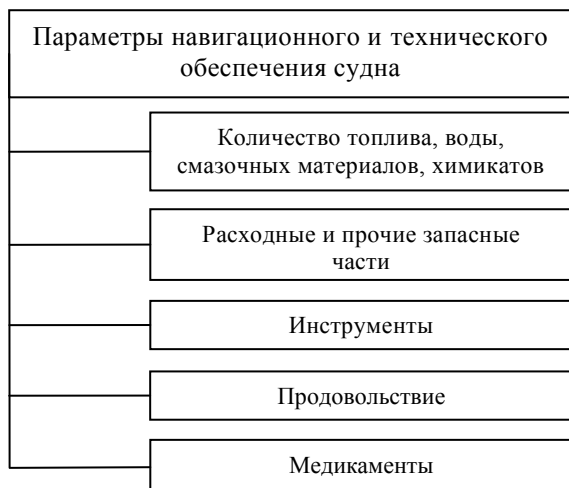 Параметры навигационного и технического
обеспечения судна
Количество топлива, воды,
смазочных материалов, химикатов
Расходные и прочие запасные
части
Инструменты
Продовольствие
Медикаменты